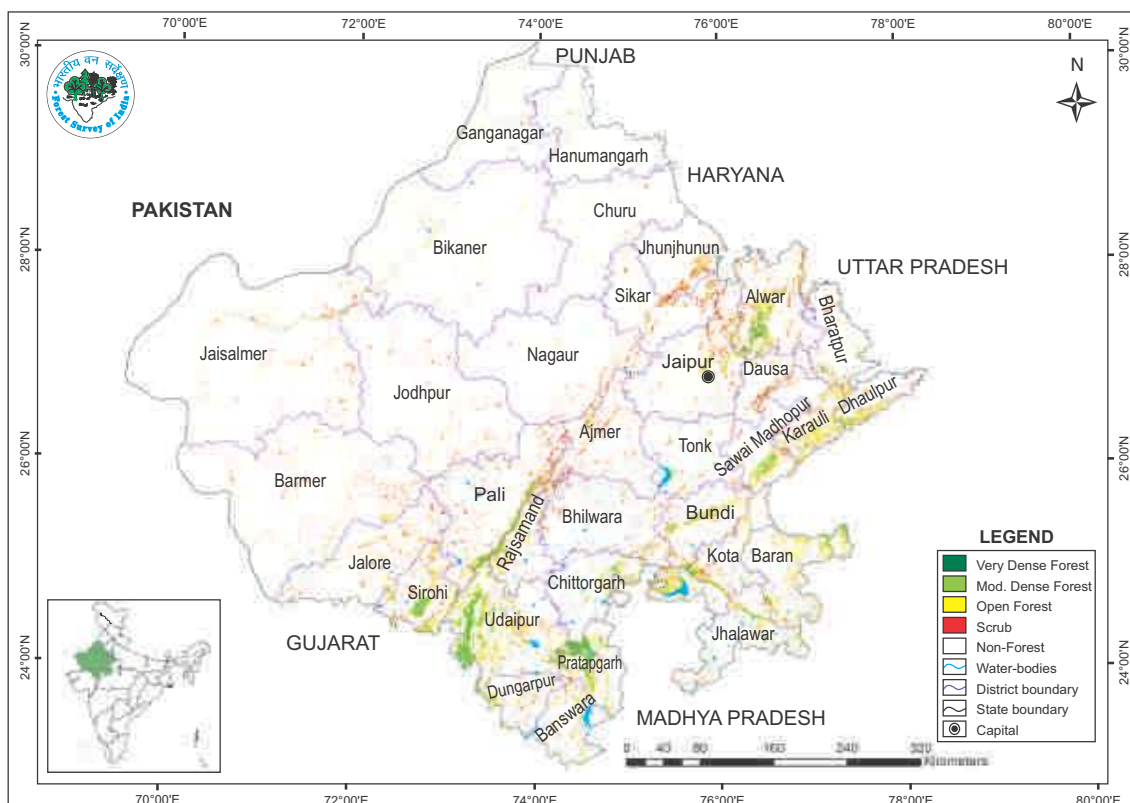 70°00'E 72°00'E 74°00'E 76°00'E 78°00'E 80°00'E
30°00'N
30°00'N
भारतीय वन सर्वेक्षण
Forest Survey of India
PUNJAB
N
Ganganagar
Hanumangarh
HARYANA
PAKISTAN
Churu
Bikaner
Jhunjhunun
28°00'N
28°00'N
UTTAR PRADESH
Sikar
Alwar
Bharatpur
Jaisalmer
Nagaur
Jaipur
Dausa
Jodhpur
Dhaulpur
Karauli
Sawai Madhopur
Ajmer
Tonk
26°00'N
26°00'N
Barmer
Pali
Rajsamand
Bhilwara
Bundi
Kota
Baran
Jalore
Sirohi
Chittorgarh
Udaipur
Jhalawar
GUJARAT
24°00'N
24°00'N
Pratapgarh
Dungarpur
Banswara
MADHYA PRADESH
LEGEND
Very Dense Forest
Mod. Dense Forest
Open Forest
Scrub
Non-Forest
Water-bodies
District boundary
State boundary
Capital
0 40 80 160 240 320
Kilometers
70°00'E 72°00'E 74°00'E 76°00'E 78°00'E 80°00'E